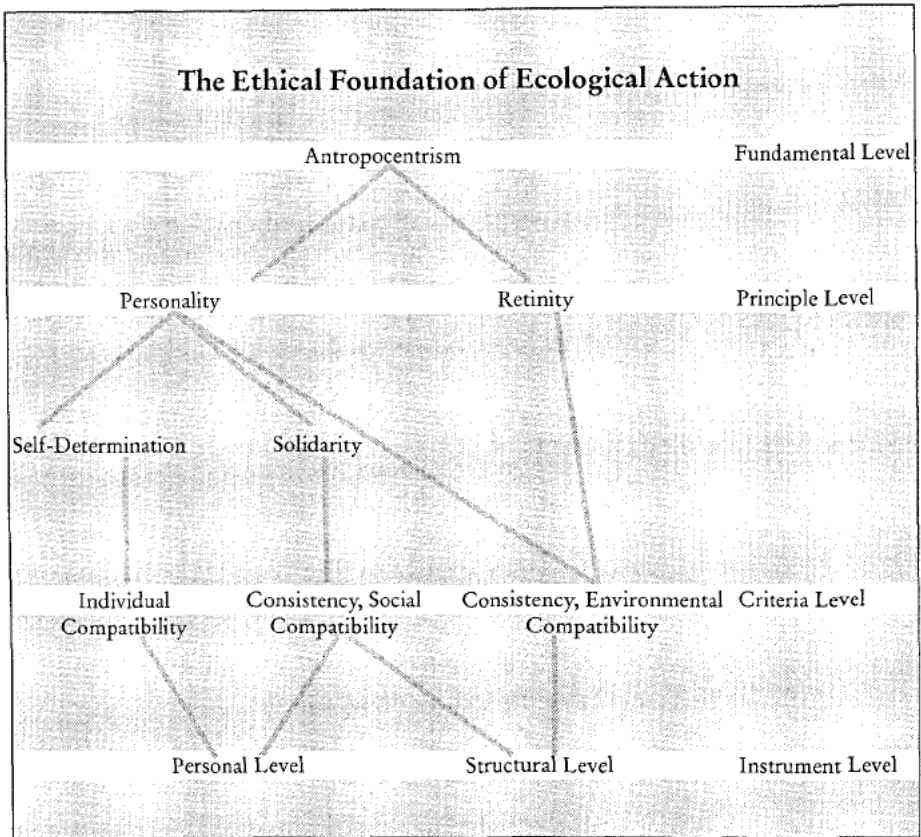 The Ethical Foundation of Ecological Action
Antropocentrism Fundamental Level
Personality Retinity Principle Level
Self-Determination Solidarity
Individual Consistency, Social Consistency, Environmental Criteria Level
Compatibility Compatibility Compatibility
Personal Level Structural Level Instrument Level